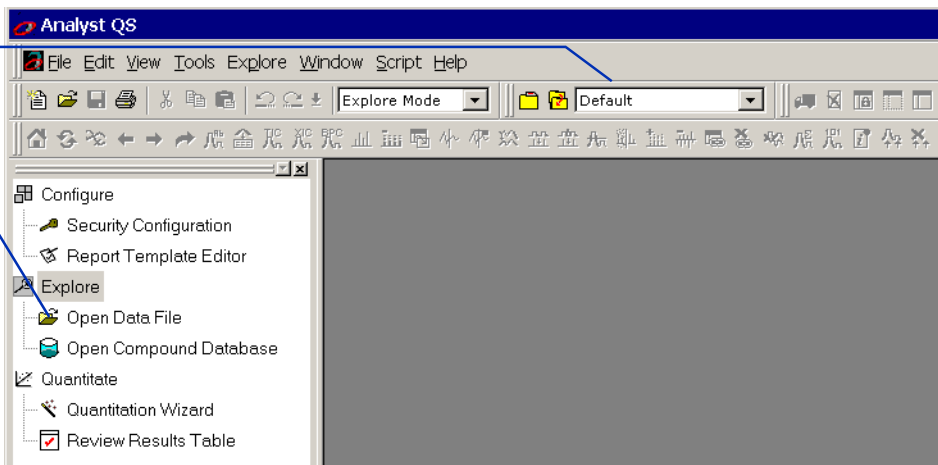 Analyst QS
File Edit View Tools Explore Window Script Help
Explore Mode Default
Configure
Security Configuration
Report Template Editor
Explore
Open Data File
Open Compound Database
Quantitate
Quantitation Wizard
Review Results Table